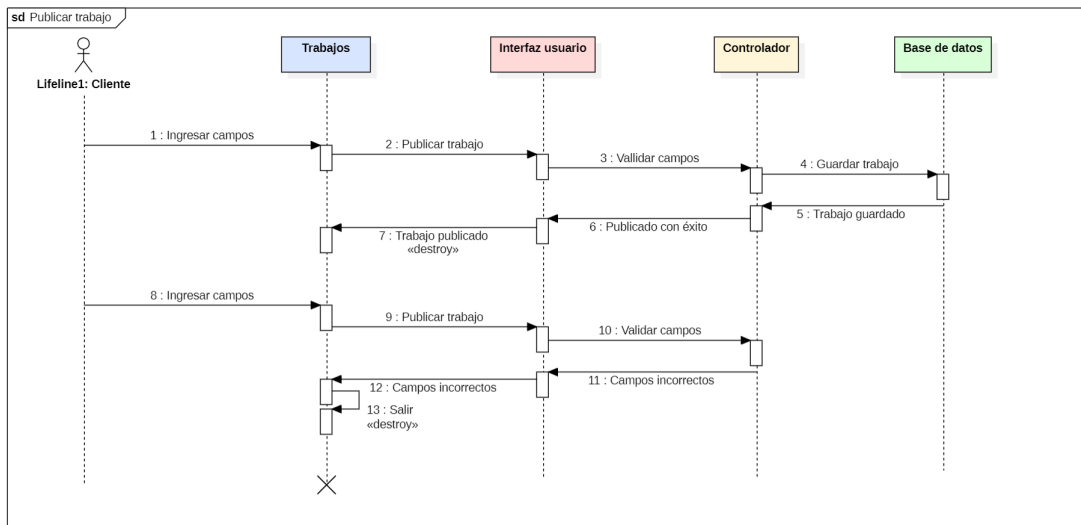 sd Publicar trabajo
Trabajos
Interfaz usuario
Controlador
Base de datos
Lifeline1: Cliente
1 : Ingresar campos
2 : Publicar trabajo
3 : Vallidar campos
4 : Guardar trabajo
5 : Trabajo guardado
6 : Publicado con éxito
7 : Trabajo publicado
«destroy»
8 : Ingresar campos
9 : Publicar trabajo
10 : Validar campos
11 : Campos incorrectos
12 : Campos incorrectos
13 : Salir
«destroy»